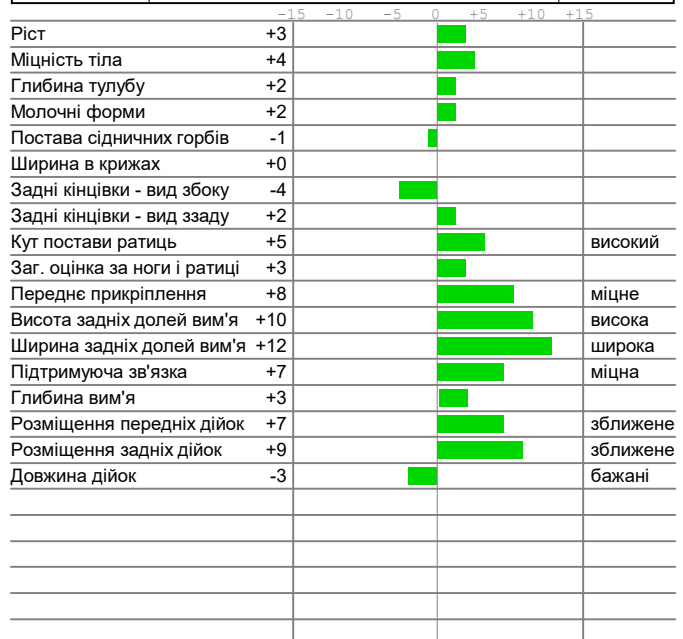 -15 -10 -5 0 +5 +10 +15
Ріст +3
Міцність тіла +4
Глибина тулубу +2
Молочні форми +2
Постава сідничних горбів -1
Ширина в крижах +0
Задні кінцівки - вид збоку -4
Задні кінцівки - вид ззаду +2
Кут постави ратиць +5 високий
Заг. оцінка за ноги і ратиці +3
Переднє прикріплення +8 міцне
Висота задніх долей вим'я +10 висока
Ширина задніх долей вим'я +12 широка
Підтримуюча зв'язка +7 міцна
Глибина вим'я +3
Розміщення передніх дійок +7 зближене
Розміщення задніх дійок +9 зближене
Довжина дійок -3 бажані